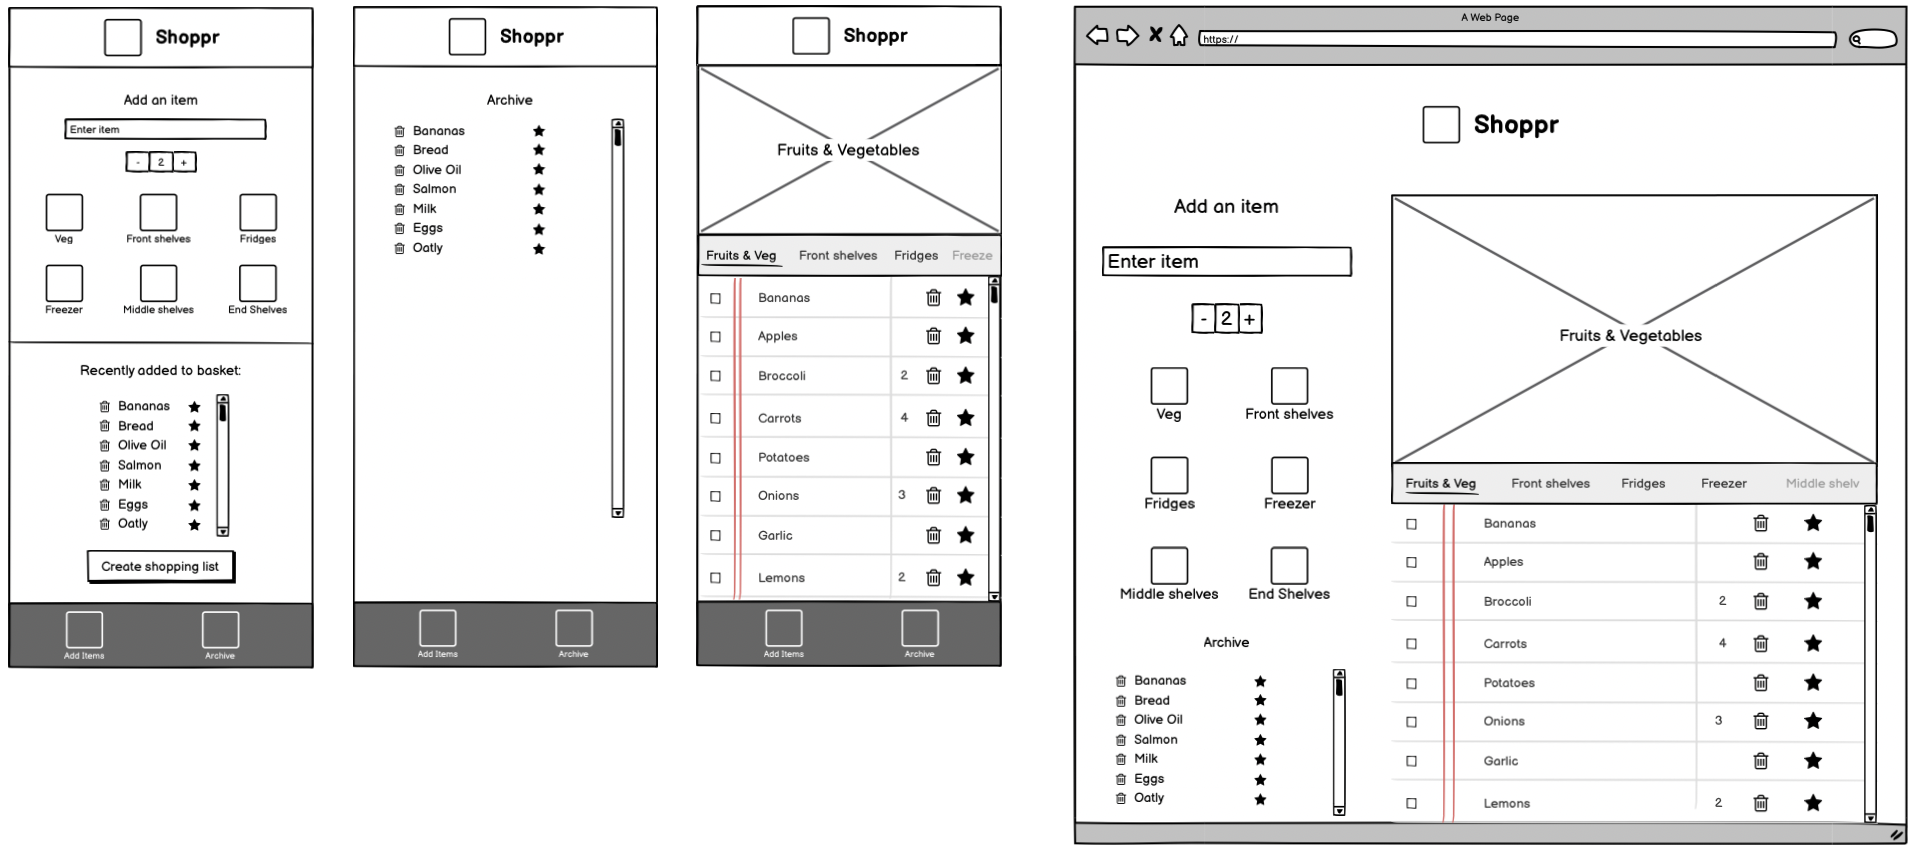 Shoppr
Add an item
Enter item
- 2 +
Veg Front shelves Fridges
Freezer Middle shelves End Shelves
Recently added to basket:
Bananas
Bread
Olive Oil
Salmon
Milk
Eggs
Oatly
Create shopping list
Add Items Archive
Shoppr
Archive
Bananas
Bread
Olive Oil
Salmon
Milk
Eggs
Oatly
Add Items Archive
Shoppr
Fruits & Vegetables
Fruits & Veg Front shelves Fridges Freeze
Bananas
Apples
Broccoli 2
Carrots 4
Potatoes
Onions 3
Garlic
Lemons 2
Add Items Archive
A Web Page
https://
Shoppr
Add an item
Enter item
- 2 +
Veg Front shelves
Fridges Freezer
Middle shelves End Shelves
Archive
Bananas
Bread
Olive Oil
Salmon
Milk
Eggs
Oatly
Fruits & Vegetables
Fruits & Veg Front shelves Fridges Freezer Middle shelv
Bananas
Apples
Broccoli 2
Carrots 4
Potatoes
Onions 3
Garlic
Lemons 2